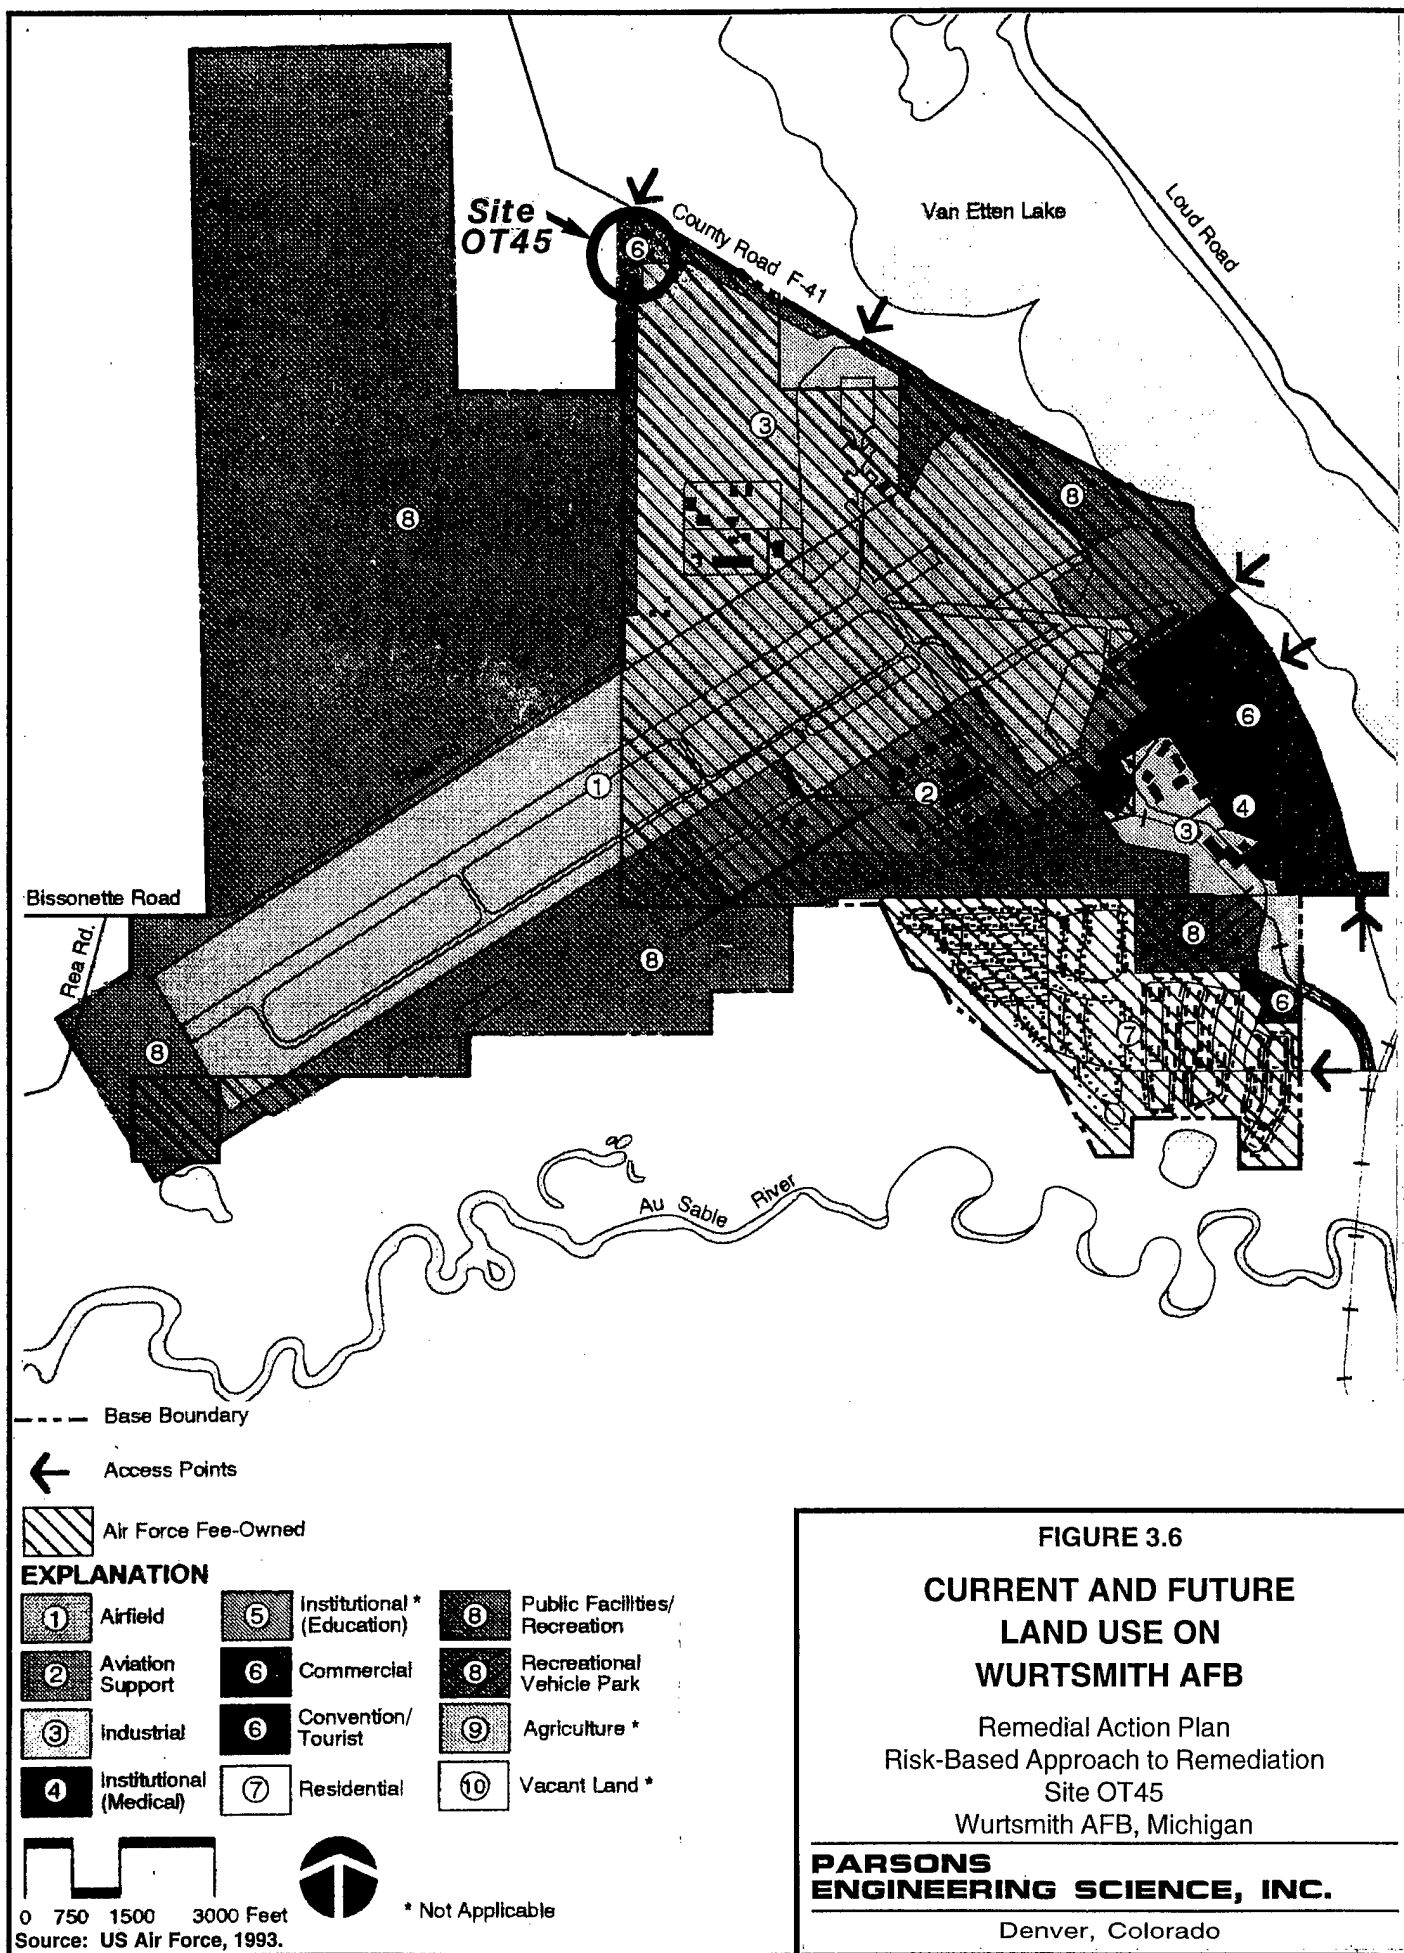 Site
OT45
6
County Road F-41
Van Etten Lake
Loud Road
3
8
8
6
1
2
4
3
Bissonette Road
Rea Rd.
8
8
8
6
7
Au Sable River
Base Boundary
Access Points
Air Force Fee-Owned
EXPLANATION
1 Airfield
2 Aviation
Support
3 Industrial
4 Institutional
(Medical)
5 Institutional *
(Education)
6 Commercial
6 Convention/
Tourist
7 Residential
8 Public Facilities/
Recreation
8 Recreational
Vehicle Park
9 Agriculture *
10 Vacant Land *
0 750 1500 3000 Feet
* Not Applicable
Source: US Air Force, 1993.
FIGURE 3.6
CURRENT AND FUTURE
LAND USE ON
WURTSMITH AFB
Remedial Action Plan
Risk-Based Approach to Remediation
Site OT45
Wurtsmith AFB, Michigan
PARSONS
ENGINEERING SCIENCE, INC.
Denver, Colorado